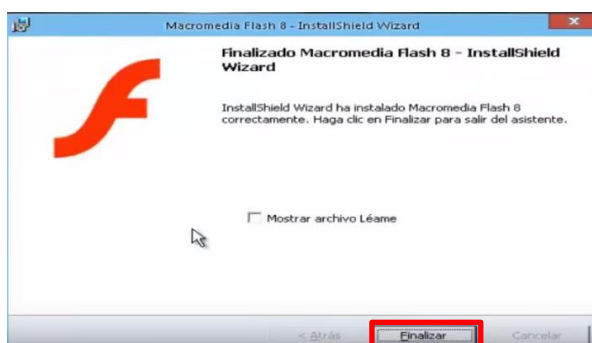 Macromedia Flash 8 - InstallShield Wizard
Finalizado Macromedia Flash 8 - InstallShield
Wizard
InstallShield Wizard ha instalado Macromedia Flash 8
correctamente. Haga clic en Finalizar para salir del asistente.
Mostrar archivo Léame
< Atrás Finalizar Cancelar